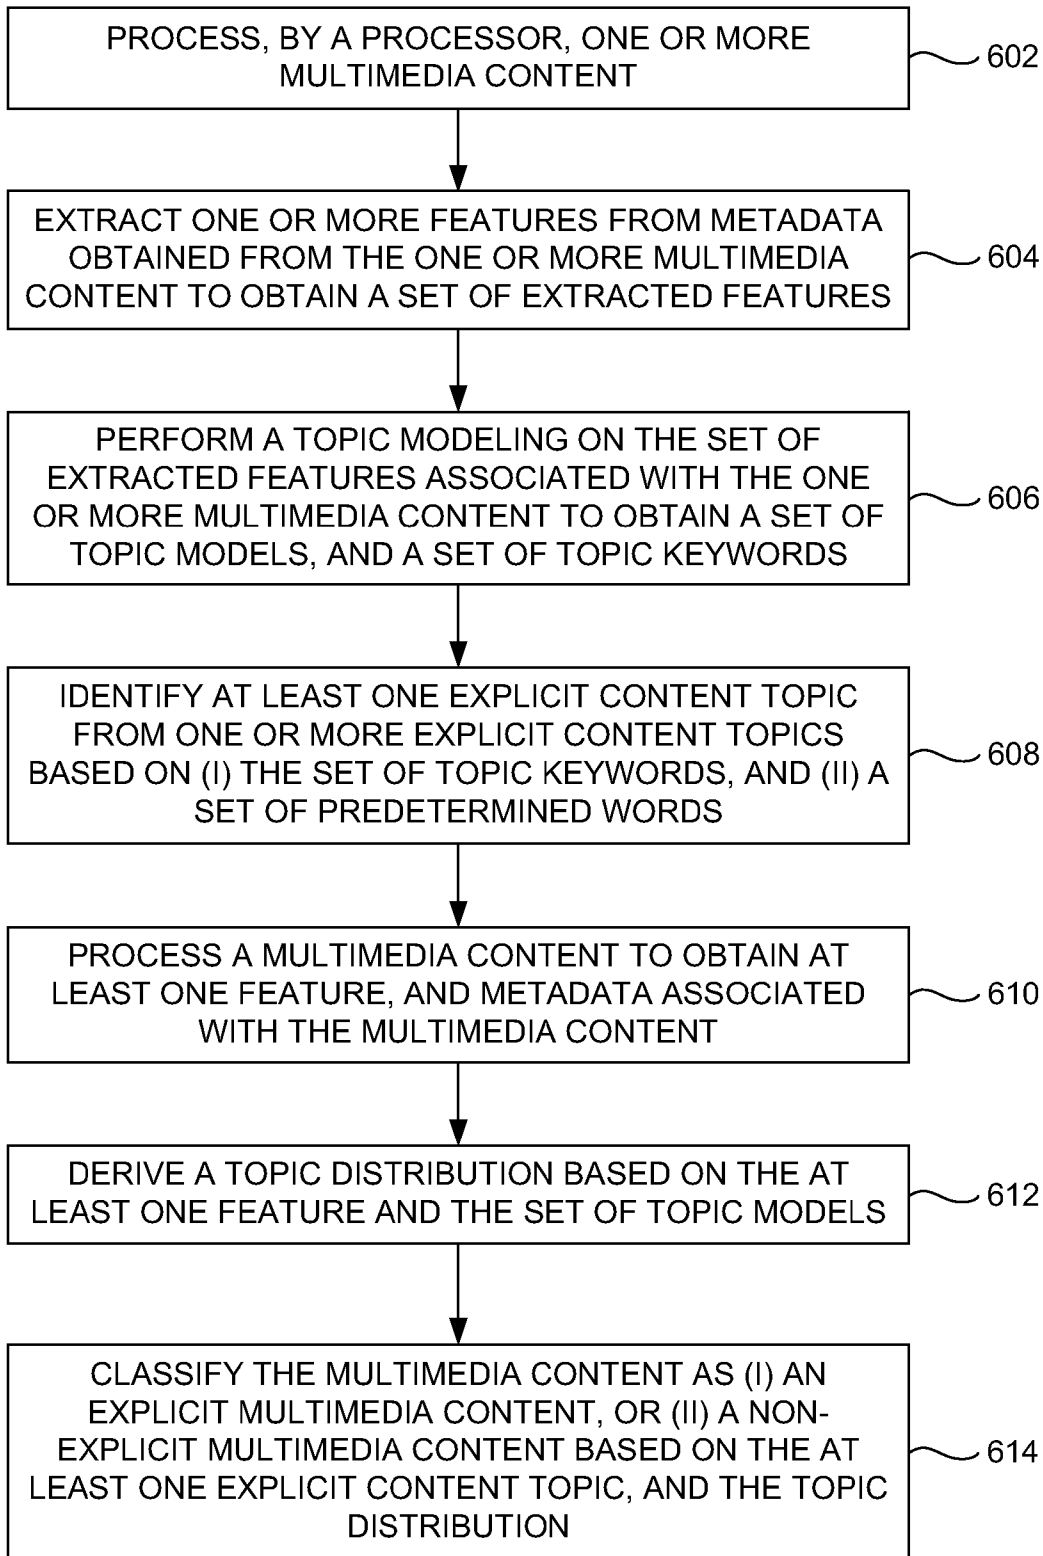 PROCESS, BY A PROCESSOR, ONE OR MORE
MULTIMEDIA CONTENT
602
EXTRACT ONE OR MORE FEATURES FROM METADATA
OBTAINED FROM THE ONE OR MORE MULTIMEDIA
CONTENT TO OBTAIN A SET OF EXTRACTED FEATURES
604
PERFORM A TOPIC MODELING ON THE SET OF
EXTRACTED FEATURES ASSOCIATED WITH THE ONE
OR MORE MULTIMEDIA CONTENT TO OBTAIN A SET OF
TOPIC MODELS, AND A SET OF TOPIC KEYWORDS
606
IDENTIFY AT LEAST ONE EXPLICIT CONTENT TOPIC
FROM ONE OR MORE EXPLICIT CONTENT TOPICS
BASED ON (I) THE SET OF TOPIC KEYWORDS, AND (II) A
SET OF PREDETERMINED WORDS
608
PROCESS A MULTIMEDIA CONTENT TO OBTAIN AT
LEAST ONE FEATURE, AND METADATA ASSOCIATED
WITH THE MULTIMEDIA CONTENT
610
DERIVE A TOPIC DISTRIBUTION BASED ON THE AT
LEAST ONE FEATURE AND THE SET OF TOPIC MODELS
612
CLASSIFY THE MULTIMEDIA CONTENT AS (I) AN
EXPLICIT MULTIMEDIA CONTENT, OR (II) A NON-
EXPLICIT MULTIMEDIA CONTENT BASED ON THE AT
LEAST ONE EXPLICIT CONTENT TOPIC, AND THE TOPIC
DISTRIBUTION
614